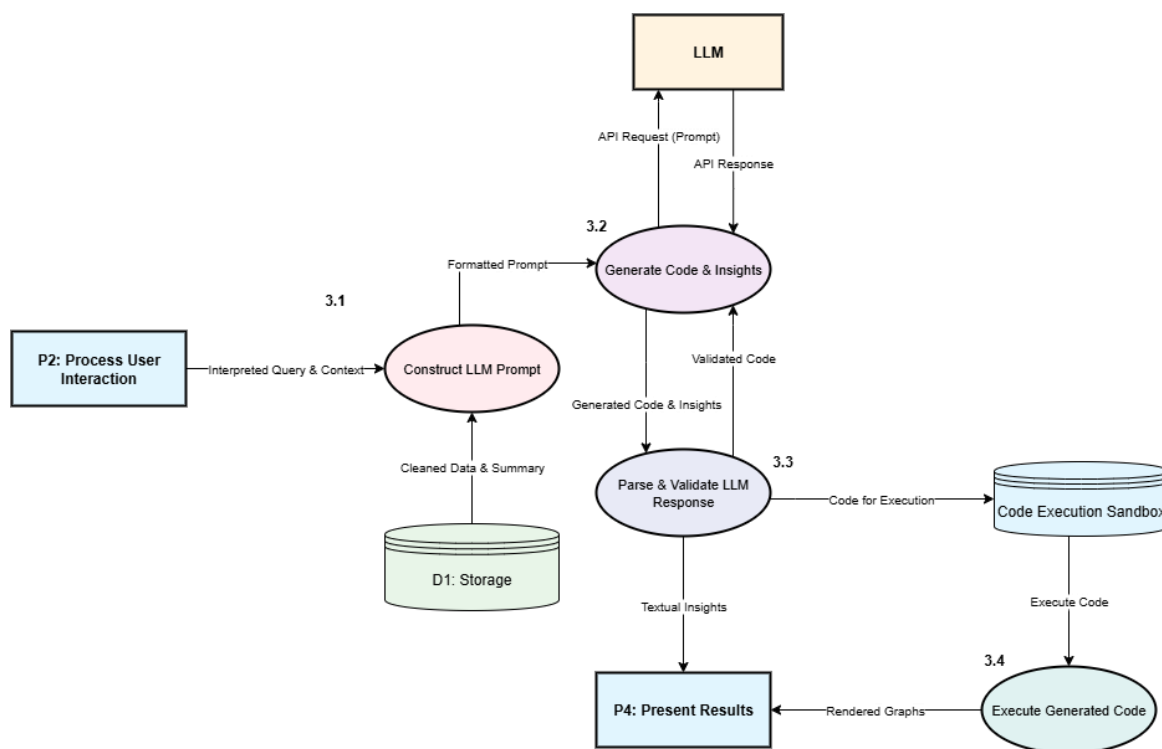 LLM
API Request (Prompt)
API Response
3.2
Generate Code & Insights
Formatted Prompt
3.1
P2: Process User
Interaction
Interpreted Query & Context
Construct LLM Prompt
Validated Code
Generated Code & Insights
Cleaned Data & Summary
3.3
Parse & Validate LLM
Response
Code for Execution
Code Execution Sandbox
D1: Storage
Textual Insights
Execute Code
3.4
P4: Present Results
Rendered Graphs
Execute Generated Code